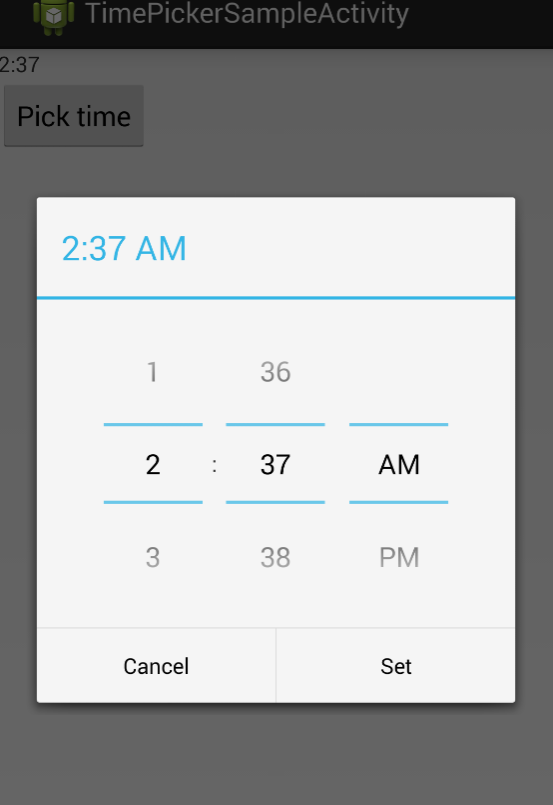 TimePickerSampleActivity
2:37
Pick time
2:37 AM
1 36
2 : 37 AM
3 38 PM
Cancel Set